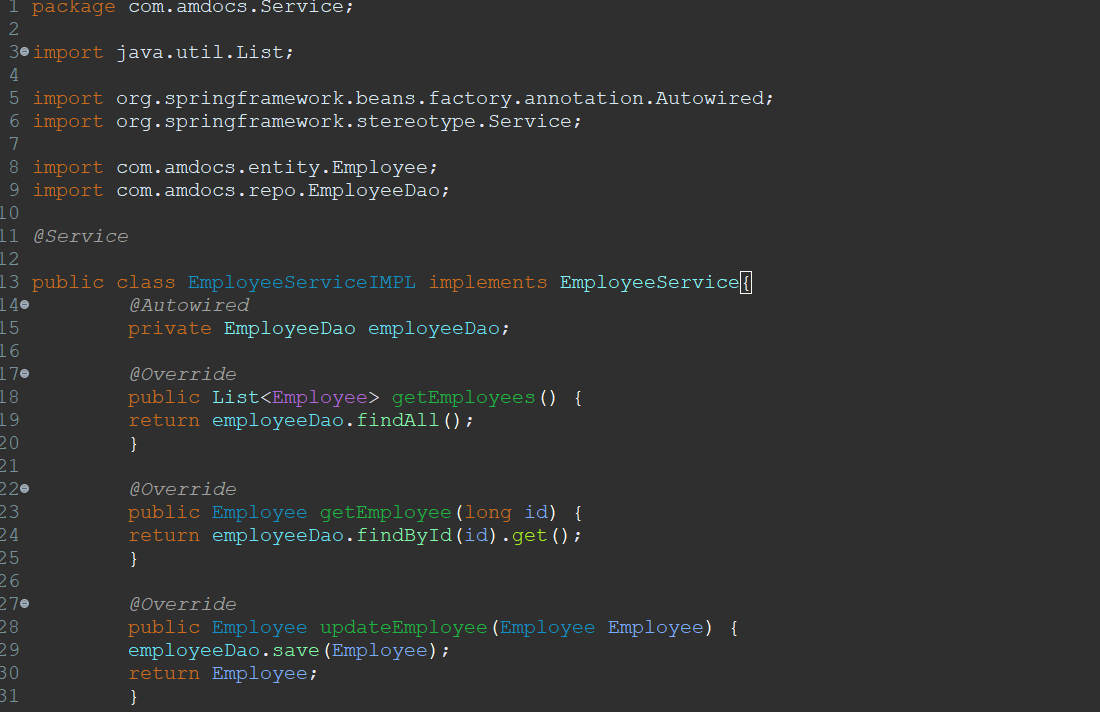 1 package com.amdocs.Service;
2
3 import java.util.List;
4
5 import org.springframework.beans.factory.annotation.Autowired;
6 import org.springframework.stereotype.Service;
7
8 import com.amdocs.entity.Employee;
9 import com.amdocs.repo.EmployeeDao;
10
11 @Service
12
13 public class EmployeeServiceIMPL implements EmployeeService{
14 @Autowired
15 private EmployeeDao employeeDao;
16
17 @Override
18 public List<Employee> getEmployees() {
19 return employeeDao.findAll();
20 }
21
22 @Override
23 public Employee getEmployee(long id) {
24 return employeeDao.findById(id).get();
25 }
26
27 @Override
28 public Employee updateEmployee(Employee Employee) {
29 employeeDao.save(Employee);
30 return Employee;
31 }